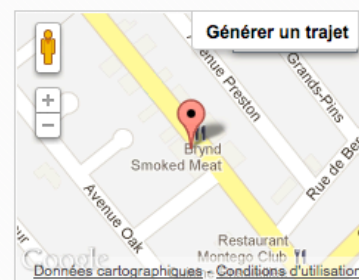 Générer un trajet
Avenue Preston
Grands-Pins
+
Brynd
Smoked Meat
Rue de Ber
Avenue Oak
Restaurant
Montego Club
Google
Données cartographiques - Conditions d'utilisation